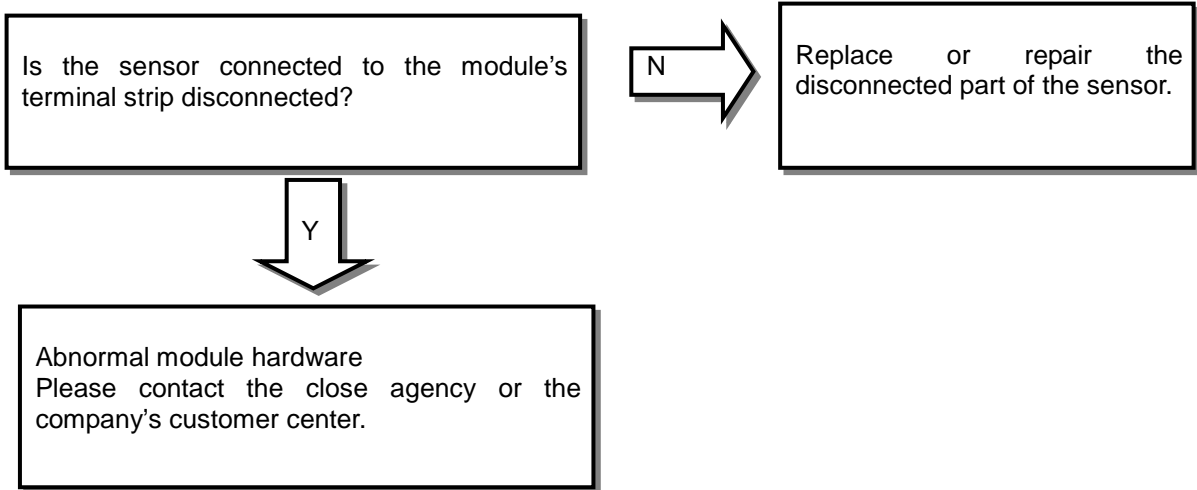 Is the sensor connected to the module's
terminal strip disconnected?
N
Replace or repair the
disconnected part of the sensor.
Y
Abnormal module hardware
Please contact the close agency or the
company's customer center.